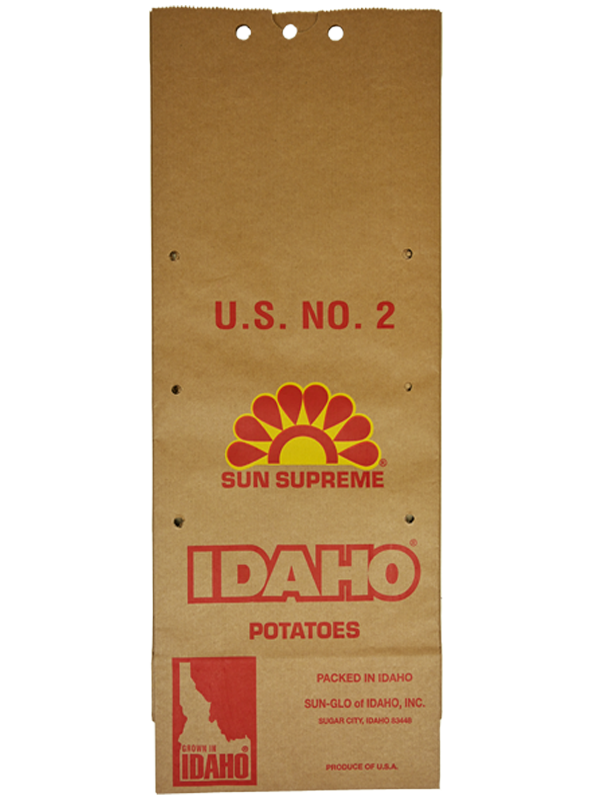 U.S. NO. 2
SUN SUPREME®
IDAHO®
POTATOES
GROWN IN
IDAHO®
PACKED IN IDAHO
SUN-GLO of IDAHO, INC.
SUGAR CITY, IDAHO 83448
PRODUCE OF U.S.A.